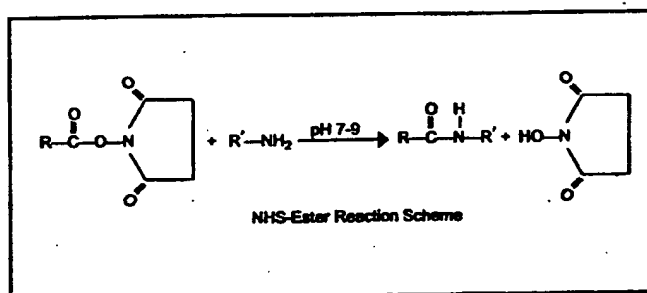 O O
O O H
R—C—O—N + R'—NH₂ pH 7-9 R—C—N—R' + HO—N
O O
NHS-Ester Reaction Scheme